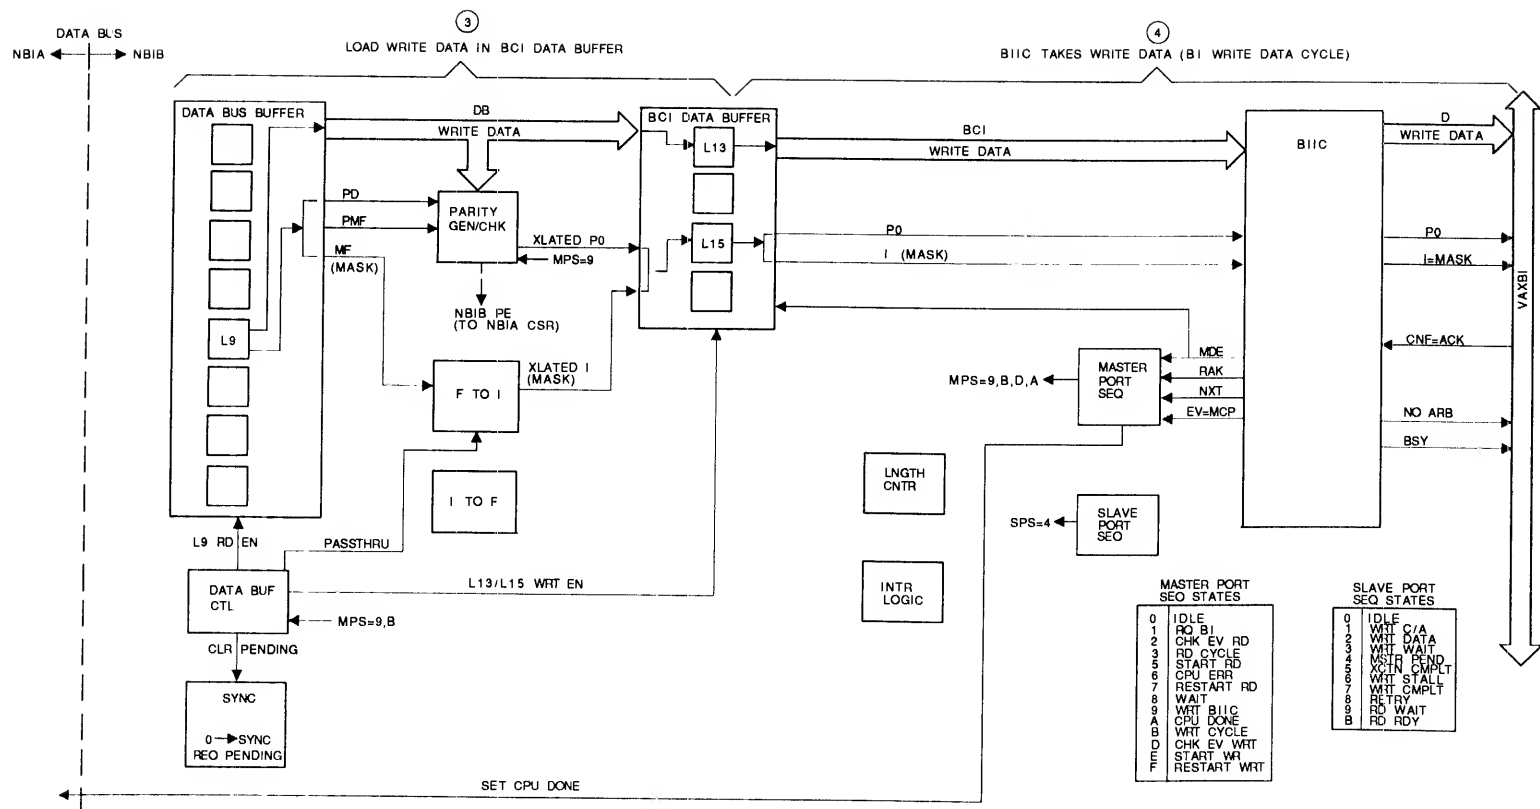 3
4
DATA BUS
LOAD WRITE DATA IN BCI DATA BUFFER
BIIC TAKES WRITE DATA (BI WRITE DATA CYCLE)
NBIA
NBIB
DATA BUS BUFFER
DB
WRITE DATA
BCI DATA BUFFER
L13
BCI
WRITE DATA
BIIC
D
WRITE DATA
PD
PMF
MF
(MASK)
PARITY
GEN/CHK
XLATED P0
MPS=9
L15
P0
I (MASK)
P0
I=MASK
VAXBI
NBIB PE
(TO NBIA CSR)
L9
F TO I
XLATED I
(MASK)
CNF=ACK
MPS=9,B,D,A
MASTER
PORT
SEQ
MDE
RAK
NXT
EV=MCP
NO ARB
BSY
I TO F
LNGTH
CNTR
SPS=4
SLAVE
PORT
SEQ
L9 RD EN
PASSTHRU
DATA BUF
CTL
L13/L15 WRT EN
MPS=9,B
INTR
LOGIC
CLR PENDING
SYNC
0 SYNC
REQ PENDING
MASTER PORT
SEQ STATES
0 IDLE
1 RQ BI
2 CHK EV RD
3 RD CYCLE
5 START RD
6 CPU ERR
7 RESTART RD
8 WAIT
9 WRT BIIC
A CPU DONE
B WRT CYCLE
D CHK EV WRT
E START WR
F RESTART WRT
SLAVE PORT
SEQ STATES
0 IDLE
1 WRT C/A
2 WRT DATA
3 WRT WAIT
4 MSTR PEND
5 XCTN CMPLT
6 WRT STALL
7 WRT CMPLT
8 RETRY
9 RD WAIT
B RD RDY
SET CPU DONE